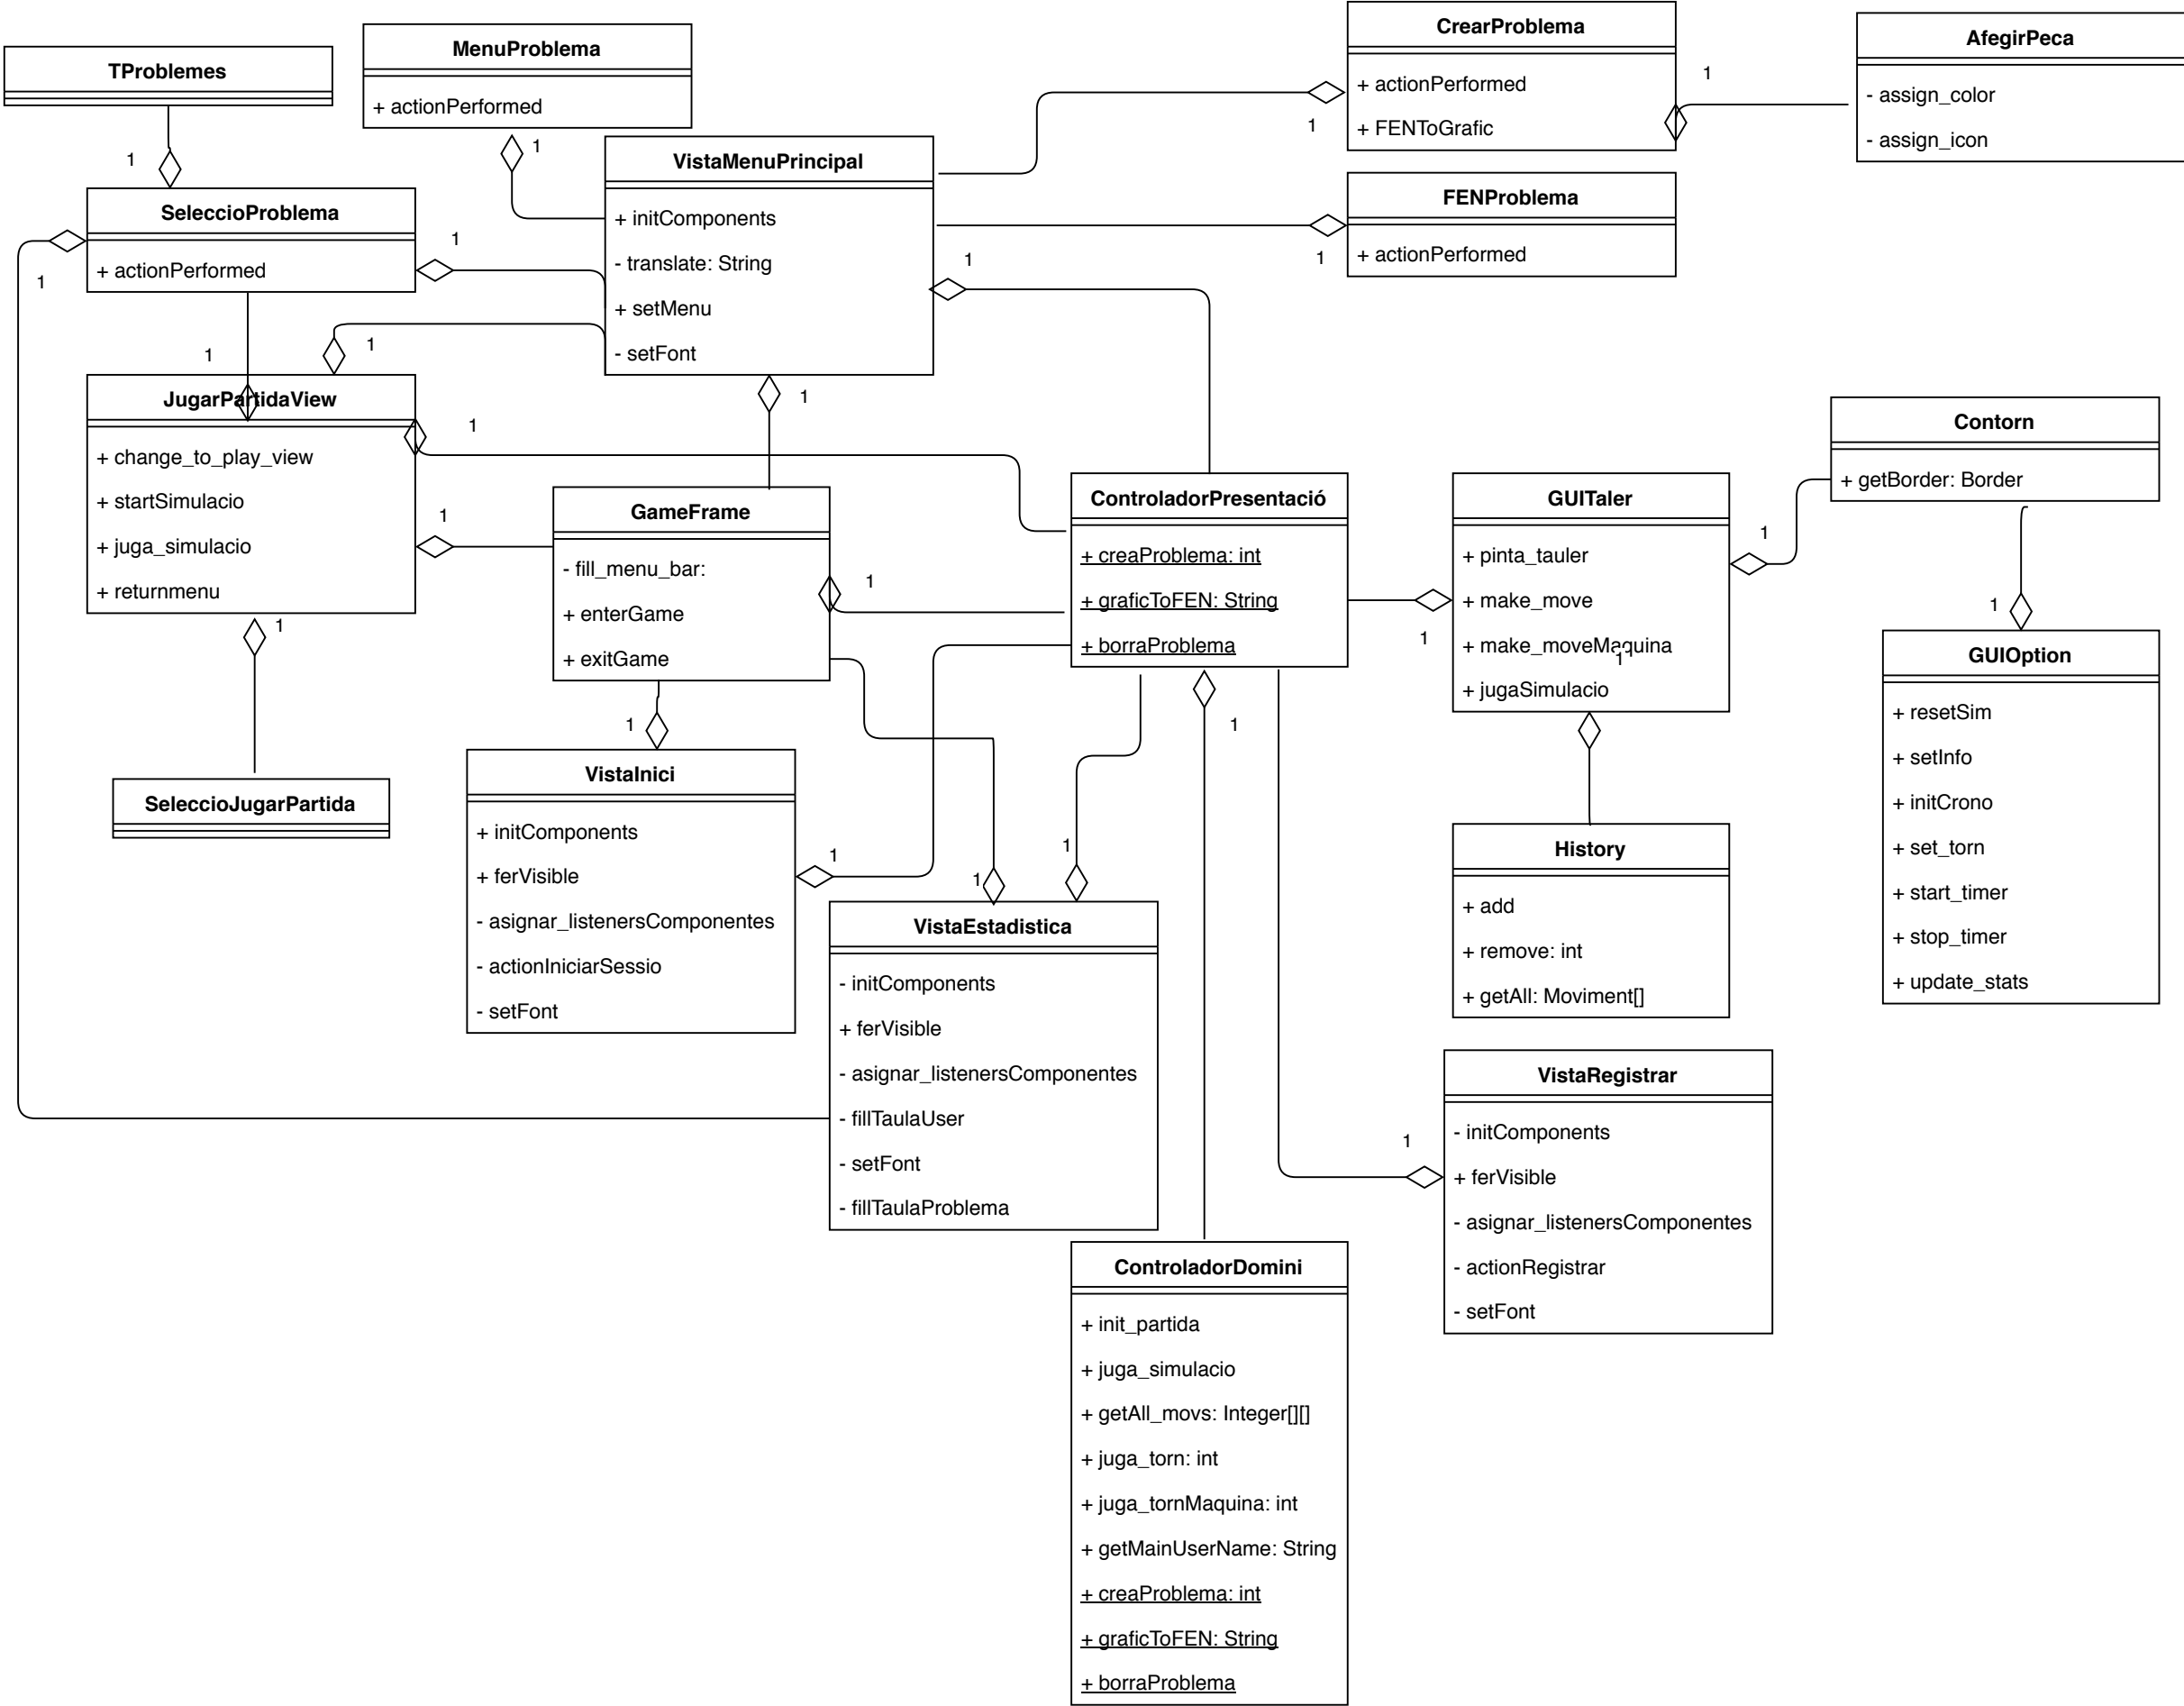 TProblemes
1
MenuProblema
+ actionPerformed
1
CrearProblema
+ actionPerformed
+ FENToGrafic
1
1
AfegirPeca
- assign_color
- assign_icon
SeleccioProblema
+ actionPerformed
1
1
1
VistaMenuPrincipal
+ initComponents
- translate: String
+ setMenu
- setFont
1
1
FENProblema
+ actionPerformed
1
JugarPartidaView
+ change_to_play_view
+ startSimulacio
+ juga_simulacio
+ returnmenu
1
1
1
1
GameFrame
- fill_menu_bar:
+ enterGame
+ exitGame
1
1
ControladorPresentació
+ creaProblema: int
+ graficToFEN: String
+ borraProblema
1
1
GUITaler
+ pinta_tauler
+ make_move
+ make_moveMaquina
1
+ jugaSimulacio
1
Contorn
+ getBorder: Border
1
GUIOption
+ resetSim
+ setInfo
+ initCrono
+ set_torn
+ start_timer
+ stop_timer
+ update_stats
SeleccioJugarPartida
VistaInici
+ initComponents
+ ferVisible
- asignar_listenersComponentes
- actionIniciarSessio
- setFont
1
1
1
VistaEstadistica
- initComponents
+ ferVisible
- asignar_listenersComponentes
- fillTaulaUser
- setFont
- fillTaulaProblema
History
+ add
+ remove: int
+ getAll: Moviment[]
1
VistaRegistrar
- initComponents
+ ferVisible
- asignar_listenersComponentes
- actionRegistrar
- setFont
ControladorDomini
+ init_partida
+ juga_simulacio
+ getAll_movs: Integer[][]
+ juga_torn: int
+ juga_tornMaquina: int
+ getMainUserName: String
+ creaProblema: int
+ graficToFEN: String
+ borraProblema